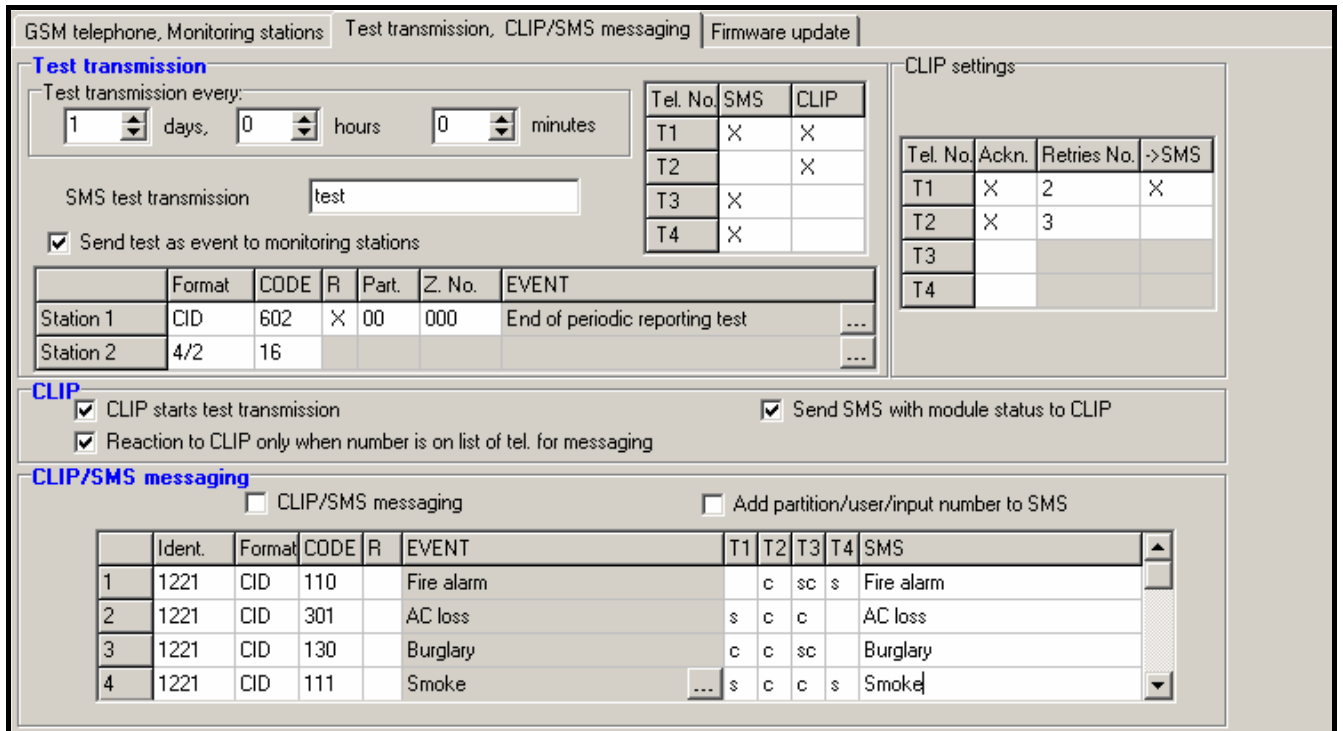 GSM telephone, Monitoring stations Test transmission, CLIP/SMS messaging Firmware update
Test transmission
Test transmission every:
1 days, 0 hours 0 minutes
SMS test transmission test
Send test as event to monitoring stations
Tel. No. SMS CLIP
T1 X X
T2 X
T3 X
T4 X
Format CODE R Part. Z. No. EVENT
Station 1 CID 602 X 00 000 End of periodic reporting test ...
Station 2 4/2 16 ...
CLIP settings
Tel. No. Ackn. Retries No. ->SMS
T1 X 2 X
T2 X 3
T3
T4
CLIP
CLIP starts test transmission Send SMS with module status to CLIP
Reaction to CLIP only when number is on list of tel. for messaging
CLIP/SMS messaging
CLIP/SMS messaging Add partition/user/input number to SMS
Ident. Format CODE R EVENT T1 T2 T3 T4 SMS
1 1221 CID 110 Fire alarm c sc s Fire alarm
2 1221 CID 301 AC loss s c c AC loss
3 1221 CID 130 Burglary c c sc Burglary
4 1221 CID 111 Smoke ... s c c s Smoke